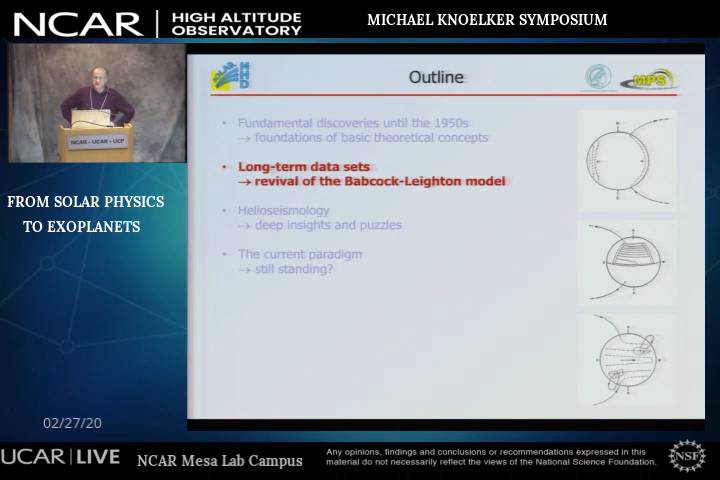 NCAR | HIGH ALTITUDE OBSERVATORY
MICHAEL KNOELKER SYMPOSIUM
MHD
Outline
MPS
• Fundamental discoveries until the 1950s
→ foundations of basic theoretical concepts
• Long-term data sets
→ revival of the Babcock-Leighton model
• Helioseismology
→ deep insights and puzzles
• The current paradigm
→ still standing?
NCAR - UCAR - UCP
FROM SOLAR PHYSICS
TO EXOPLANETS
02/27/20
UCAR | LIVE
NCAR Mesa Lab Campus
Any opinions, findings and conclusions or recommendations expressed in this
material do not necessarily reflect the views of the National Science Foundation.
NSF